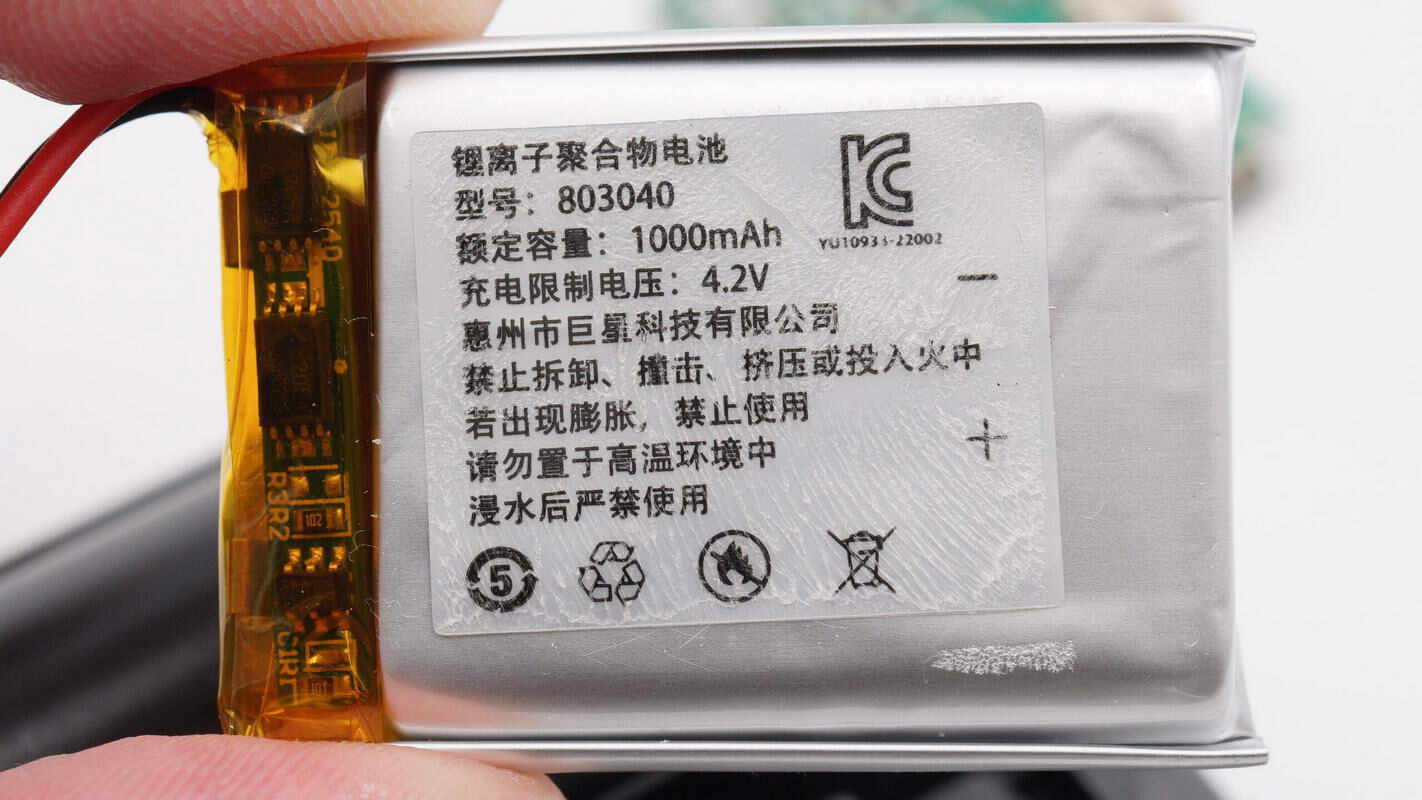 锂离子聚合物电池
型号：803040
额定容量：1000mAh
充电限制电压：4.2V
惠州市巨星科技有限公司
禁止拆卸、撞击、挤压或投入火中
若出现膨胀，禁止使用
请勿置于高温环境中
浸水后严禁使用
KC
YU10933-22002
−
+
5
R3R2
102